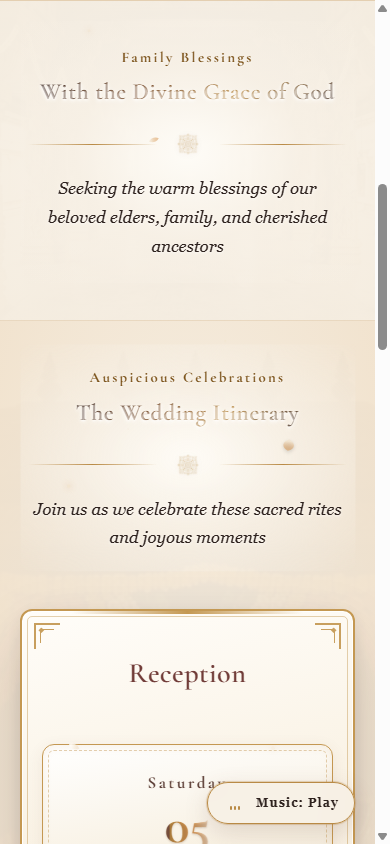 Family Blessings
With the Divine Grace of God
Seeking the warm blessings of our
beloved elders, family, and cherished
ancestors
Auspicious Celebrations
The Wedding Itinerary
Join us as we celebrate these sacred rites
and joyous moments
Reception
Saturday
Music: Play
05